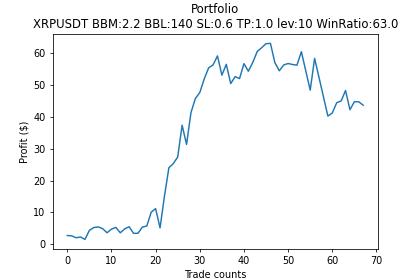 Portfolio
XRPUSDT BBM:2.2 BBL:140 SL:0.6 TP:1.0 lev:10 WinRatio:63.0
60
50
40
30
20
10
0
Profit ($)
0 10 20 30 40 50 60 70
Trade counts